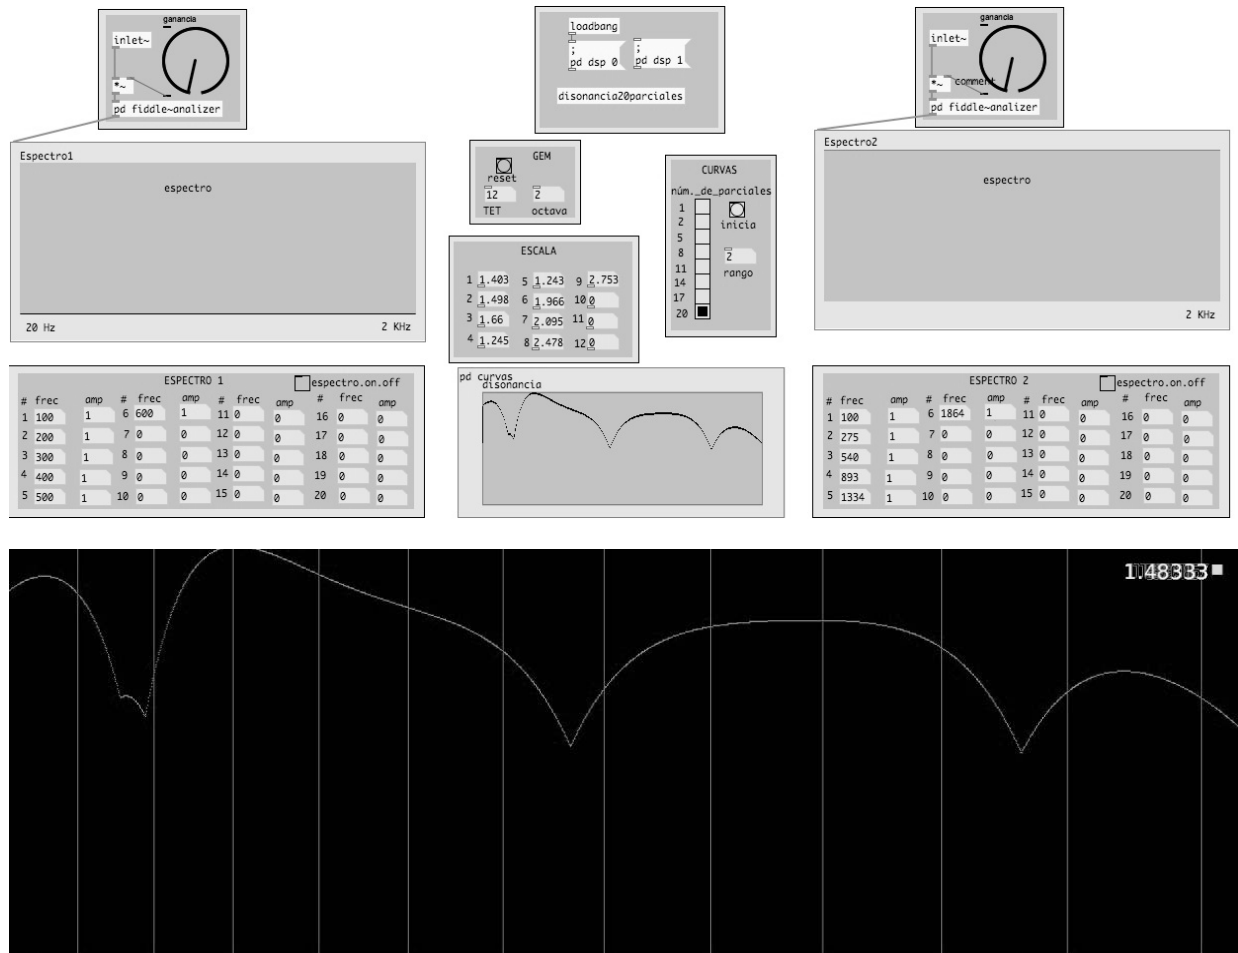 ganancia
inlet~
*~
pd fiddle~analizer
Espectro1
espectro
20 Hz
2 KHz
loadbang
;
pd dsp 0
;
pd dsp 1
disonancia20parciales
GEM
reset
12
2
TET
octava
CURVAS
núm._de_parciales
1
2
5
8
11
14
17
20
inicia
2
rango
ESCALA
1 1.403 5 1.243 9 2.753
2 1.498 6 1.966 10 0
3 1.66 7 2.095 11 0
4 1.245 8 2.478 12 0
ganancia
inlet~
*~ comment
pd fiddle~analizer
Espectro2
espectro
2 KHz
ESPECTRO 1
espectro.on.off
# frec amp # frec amp # frec amp # frec amp
1 100 1 6 600 1 11 0 0 16 0 0
2 200 1 7 0 0 12 0 0 17 0 0
3 300 1 8 0 0 13 0 0 18 0 0
4 400 1 9 0 0 14 0 0 19 0 0
5 500 1 10 0 0 15 0 0 20 0 0
pd curvas
disonancia
ESPECTRO 2
espectro.on.off
# frec amp # frec amp # frec amp # frec amp
1 100 1 6 1864 1 11 0 0 16 0 0
2 275 1 7 0 0 12 0 0 17 0 0
3 540 1 8 0 0 13 0 0 18 0 0
4 893 1 9 0 0 14 0 0 19 0 0
5 1334 1 10 0 0 15 0 0 20 0 0
1.48333